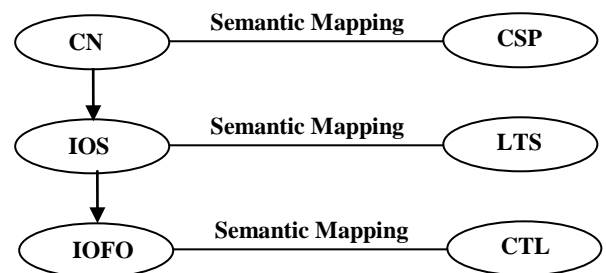 CN Semantic Mapping CSP
IOS Semantic Mapping LTS
IOFO Semantic Mapping CTL